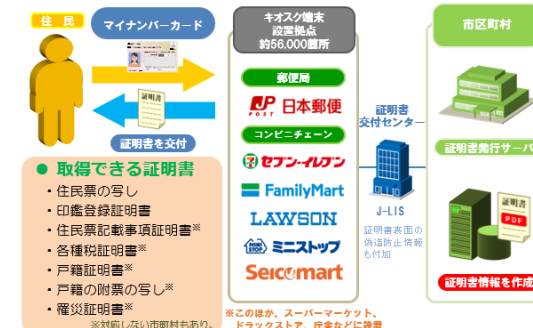 住民
マイナンバーカード
証明書
証明書を交付
● 取得できる証明書
・住民票の写し
・印鑑登録証明書
・住民票記載事項証明書※
・各種税証明書※
・戸籍証明書※
・戸籍の附票の写し※
・罹災証明書※
※対応しない市町村もあり。
キオスク端末
設置拠点
約56,000箇所
郵便局
JP
POST
日本郵便
コンビニチェーン
セブン-イレブン
FamilyMart
LAWSON
MINI
STOP
ミニストップ
Seicomart
※このほか、スーパーマーケット、
ドラックストア、庁舎などに設置
証明書
交付センター
J-LIS
証明書裏面の
偽造防止情報
も付加
市区町村
証明書発行サーバ
証明書
PDF
証明書情報を作成